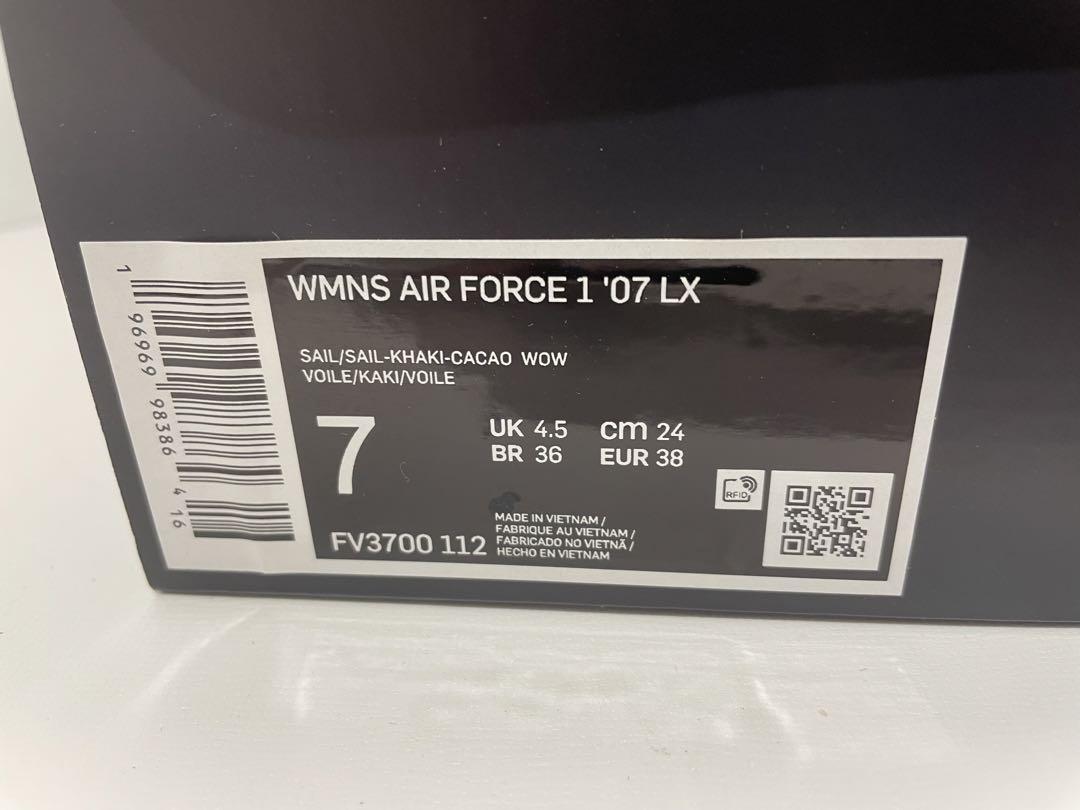 WMNS AIR FORCE 1 '07 LX
SAIL/SAIL-KHAKI-CACAO WOW
VOILE/KAKI/VOILE
7
UK 4.5 cm 24
BR 36 EUR 38
RFID
FV3700 112
MADE IN VIETNAM /
FABRIQUE AU VIETNAM /
FABRICADO NO VIETNÃ /
HECHO EN VIETNAM
1 96969 98386 4 16